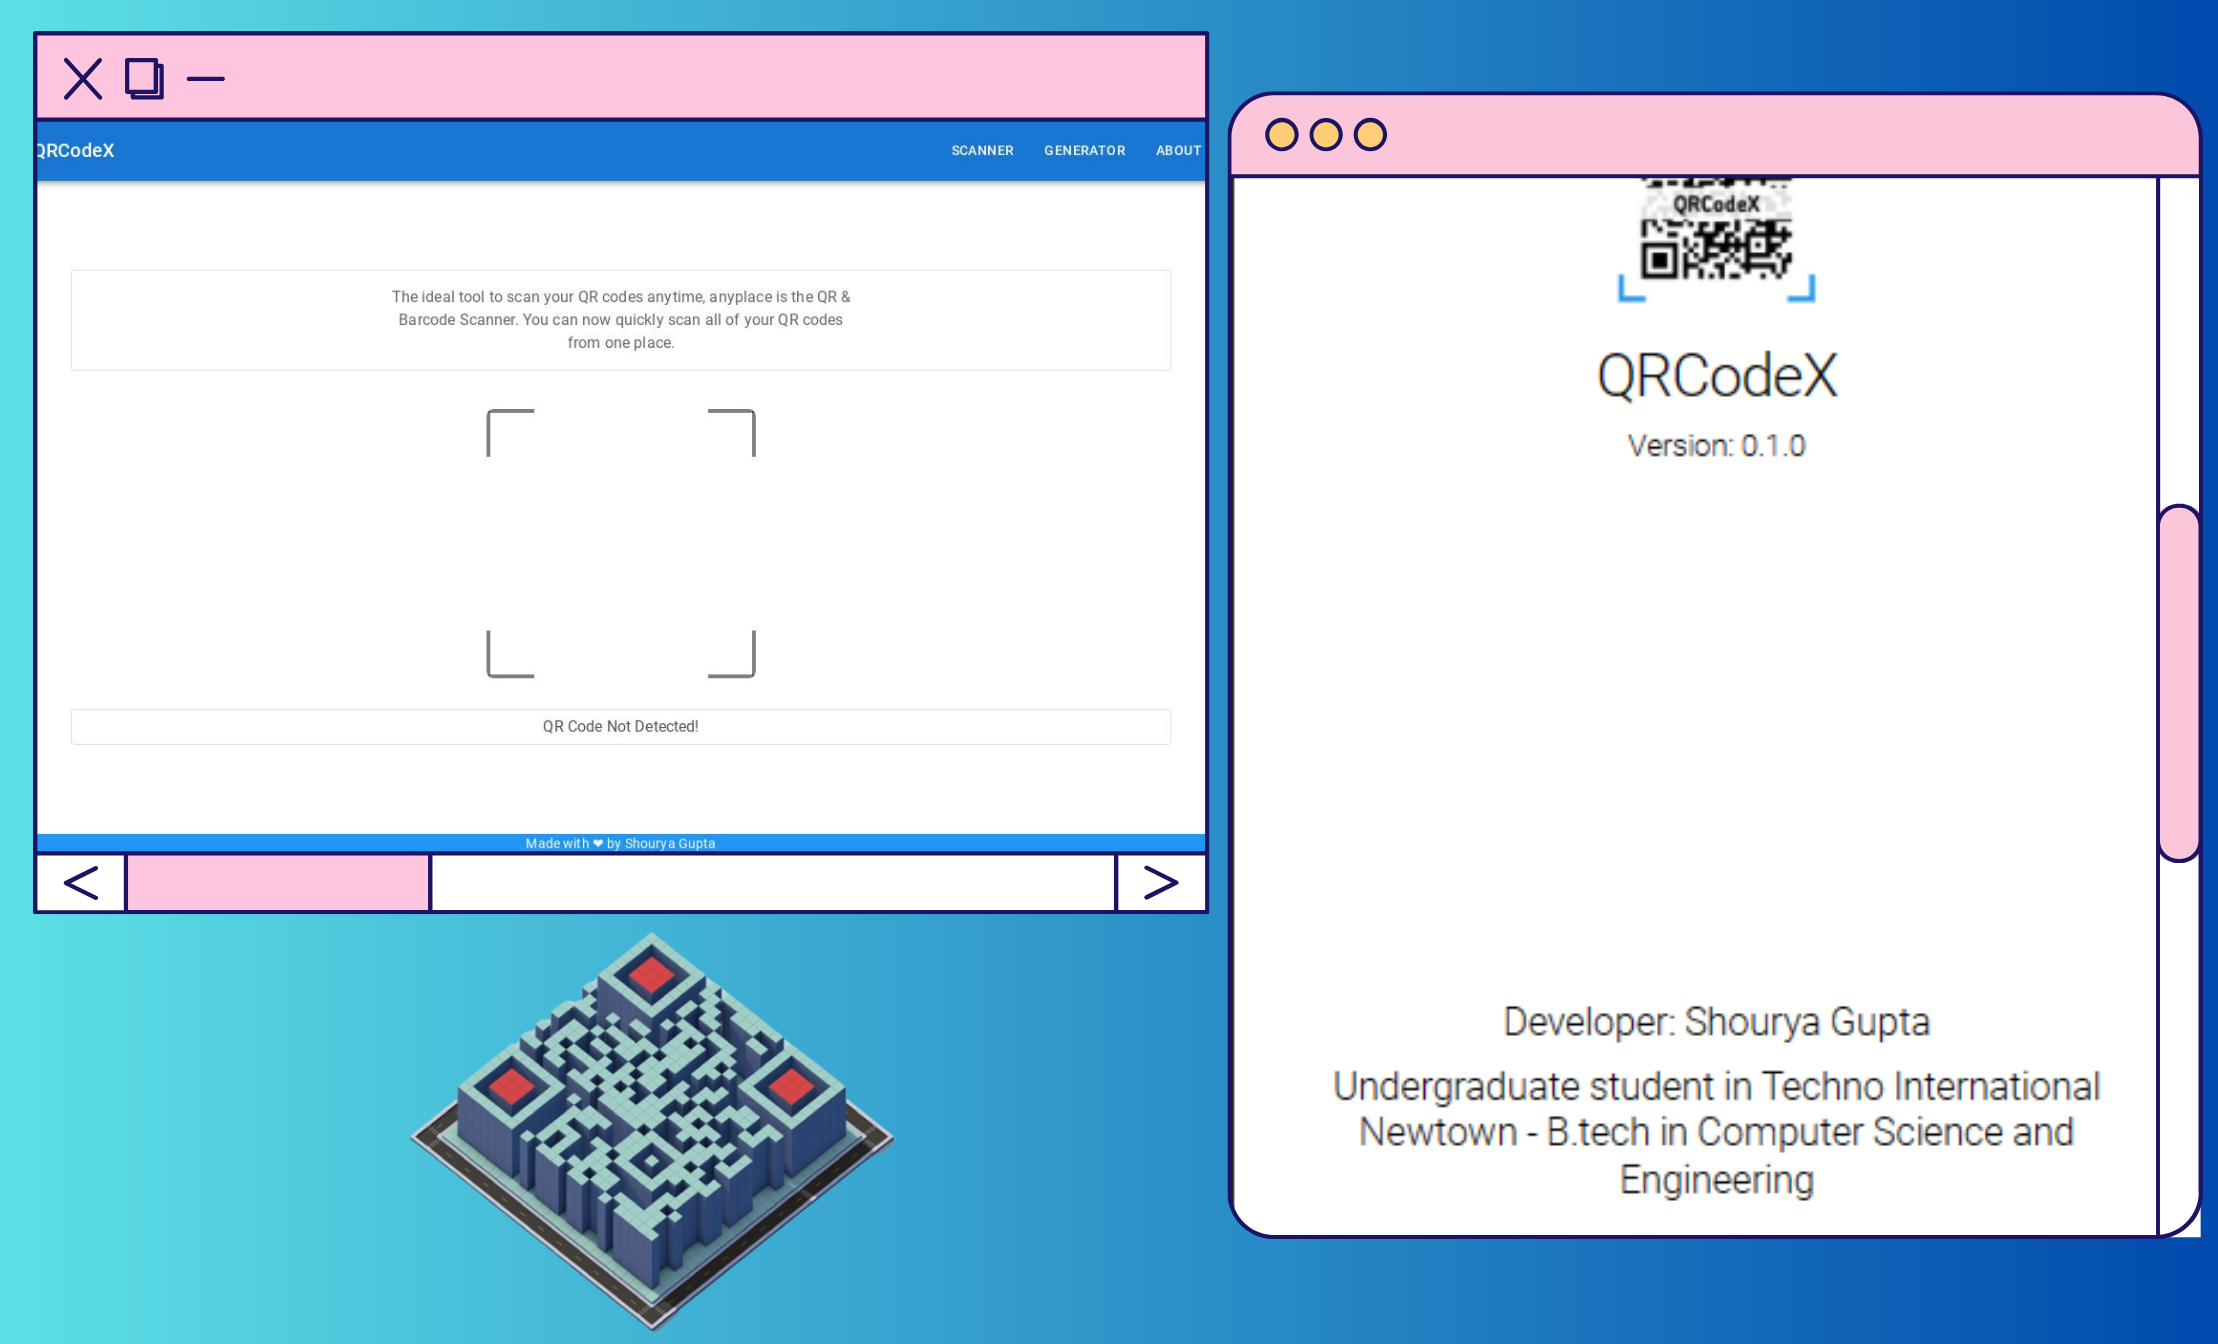 QRCodeX
SCANNER GENERATOR ABOUT
The ideal tool to scan your QR codes anytime, anyplace is the QR &
Barcode Scanner. You can now quickly scan all of your QR codes
from one place.
QR Code Not Detected!
Made with ❤ by Shourya Gupta
QRCodeX
QRCodeX
Version: 0.1.0
Developer: Shourya Gupta
Undergraduate student in Techno International
Newtown - B.tech in Computer Science and
Engineering